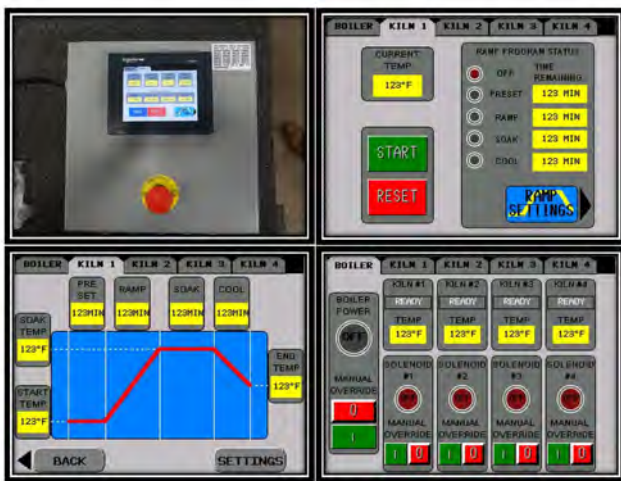 BOILER KILN 1 KILN 2 KILN 3 KILN 4
CURRENT
TEMP
123°F
START
RESET
RAMP PROGRAM STATUS
TIME
REMAINING
OFF
PRESET 123 MIN
RAMP 123 MIN
SOAK 123 MIN
COOL 123 MIN
RAMP
SETTINGS
BOILER KILN 1 KILN 2 KILN 3 KILN 4
PRE
SET
123MIN
RAMP
123MIN
SOAK
123MIN
COOL
123MIN
SOAK
TEMP
123°F
START
TEMP
123°F
END
TEMP
123°F
BACK
SETTINGS
BOILER KILN 1 KILN 2 KILN 3 KILN 4
BOILER
POWER
OFF
MANUAL
OVERRIDE
0
I
KILN #1 KILN #2 KILN #3 KILN #4
READY READY READY READY
TEMP TEMP TEMP TEMP
123°F 123°F 123°F 123°F
SOLENOID SOLENOID SOLENOID SOLENOID
#1 #2 #3 #4
OFF OFF OFF OFF
MANUAL MANUAL MANUAL MANUAL
OVERRIDE OVERRIDE OVERRIDE OVERRIDE
I 0 I 0 I 0 I 0